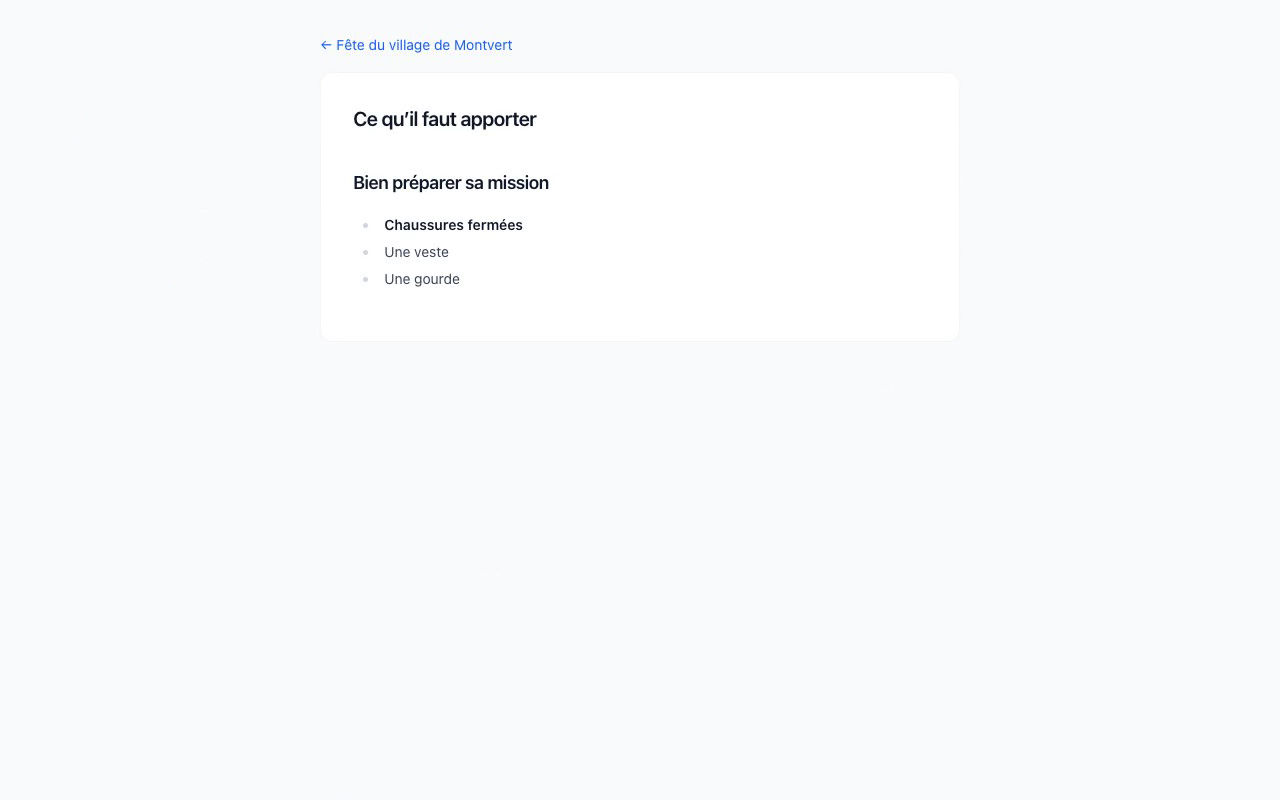 ← Fête du village de Montvert
Ce qu’il faut apporter
Bien préparer sa mission
• Chaussures fermées
• Une veste
• Une gourde